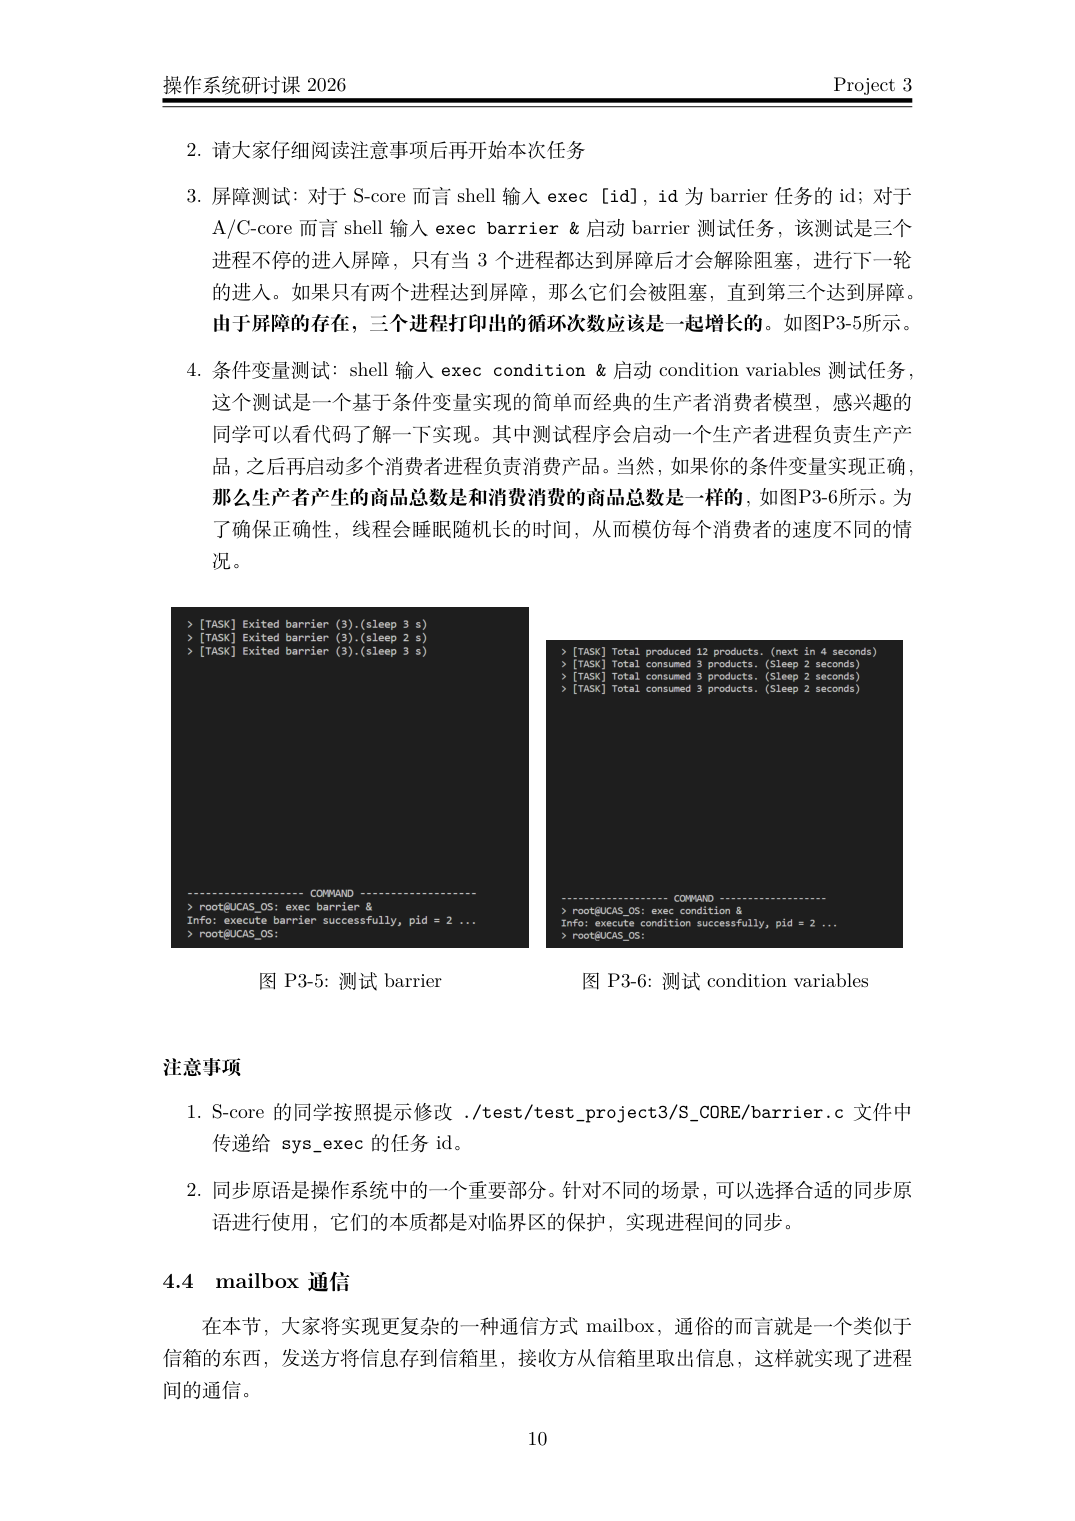 操作系统研讨课 2026 Project 3
2. 请大家仔细阅读注意事项后再开始本次任务
3. 屏障测试：对于 S-core 而言 shell 输入 exec [id]，id 为 barrier 任务的 id；对于
A/C-core 而言 shell 输入 exec barrier & 启动 barrier 测试任务，该测试是三个
进程不停的进入屏障，只有当 3 个进程都达到屏障后才会解除阻塞，进行下一轮
的进入。如果只有两个进程达到屏障，那么它们会被阻塞，直到第三个达到屏障。
由于屏障的存在，三个进程打印出的循环次数应该是一起增长的。如图P3-5所示。
4. 条件变量测试：shell 输入 exec condition & 启动 condition variables 测试任务，
这个测试是一个基于条件变量实现的简单而经典的生产者消费者模型，感兴趣的
同学可以看代码了解一下实现。其中测试程序会启动一个生产者进程负责生产产
品，之后再启动多个消费者进程负责消费产品。当然，如果你的条件变量实现正确，
那么生产者产生的商品总数是和消费消费的商品总数是一样的，如图P3-6所示。为
了确保正确性，线程会睡眠随机长的时间，从而模仿每个消费者的速度不同的情
况。
> [TASK] Exited barrier (3).(sleep 3 s)
> [TASK] Exited barrier (3).(sleep 2 s)
> [TASK] Exited barrier (3).(sleep 3 s)
------------------- COMMAND -------------------
> root@UCAS_OS: exec barrier &
Info: execute barrier successfully, pid = 2 ...
> root@UCAS_OS:
> [TASK] Total produced 12 products. (next in 4 seconds)
> [TASK] Total consumed 3 products. (Sleep 2 seconds)
> [TASK] Total consumed 3 products. (Sleep 2 seconds)
> [TASK] Total consumed 3 products. (Sleep 2 seconds)
------------------- COMMAND -------------------
> root@UCAS_OS: exec condition &
Info: execute condition successfully, pid = 2 ...
> root@UCAS_OS:
图 P3-5: 测试 barrier
图 P3-6: 测试 condition variables
注意事项
1. S-core 的同学按照提示修改 ./test/test_project3/S_CORE/barrier.c 文件中
传递给 sys_exec 的任务 id。
2. 同步原语是操作系统中的一个重要部分。针对不同的场景，可以选择合适的同步原
语进行使用，它们的本质都是对临界区的保护，实现进程间的同步。
4.4 mailbox 通信
在本节，大家将实现更复杂的一种通信方式 mailbox，通俗的而言就是一个类似于
信箱的东西，发送方将信息存到信箱里，接收方从信箱里取出信息，这样就实现了进程
间的通信。
10